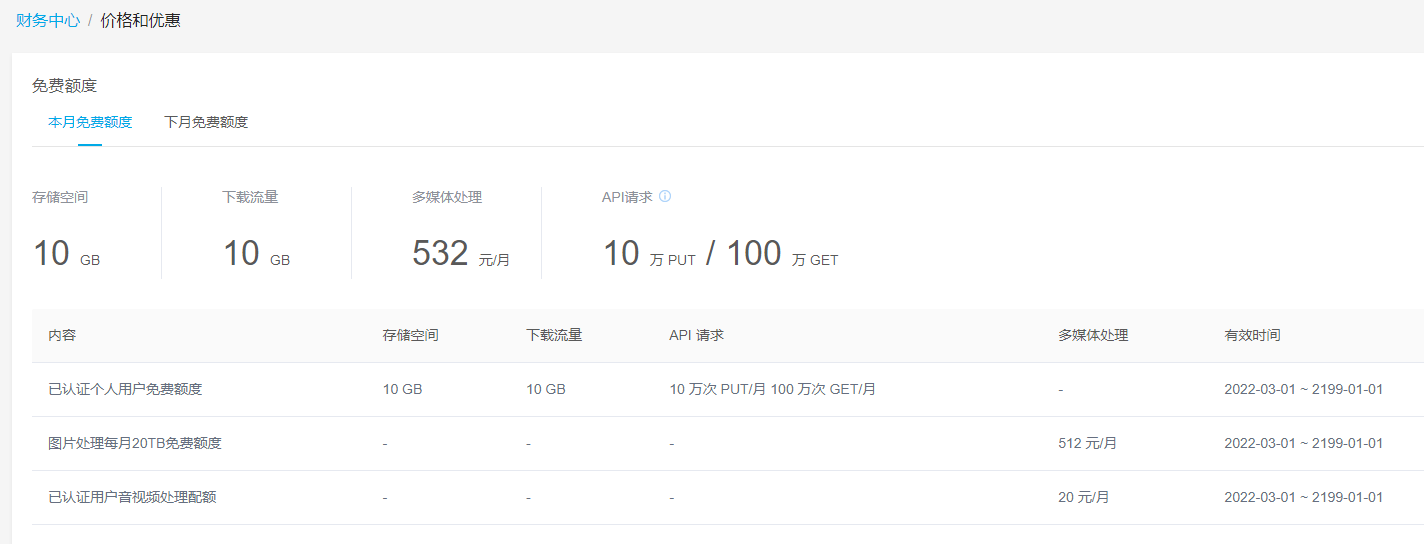 财务中心 / 价格和优惠
免费额度
本月免费额度 下月免费额度
存储空间 下载流量 多媒体处理 API请求
10 GB 10 GB 532 元/月 10 万 PUT / 100 万 GET
内容 存储空间 下载流量 API 请求 多媒体处理 有效时间
已认证个人用户免费额度 10 GB 10 GB 10 万次 PUT/月 100 万次 GET/月 - 2022-03-01 ~ 2199-01-01
图片处理每月20TB免费额度 - - - 512 元/月 2022-03-01 ~ 2199-01-01
已认证用户音视频处理配额 - - - 20 元/月 2022-03-01 ~ 2199-01-01